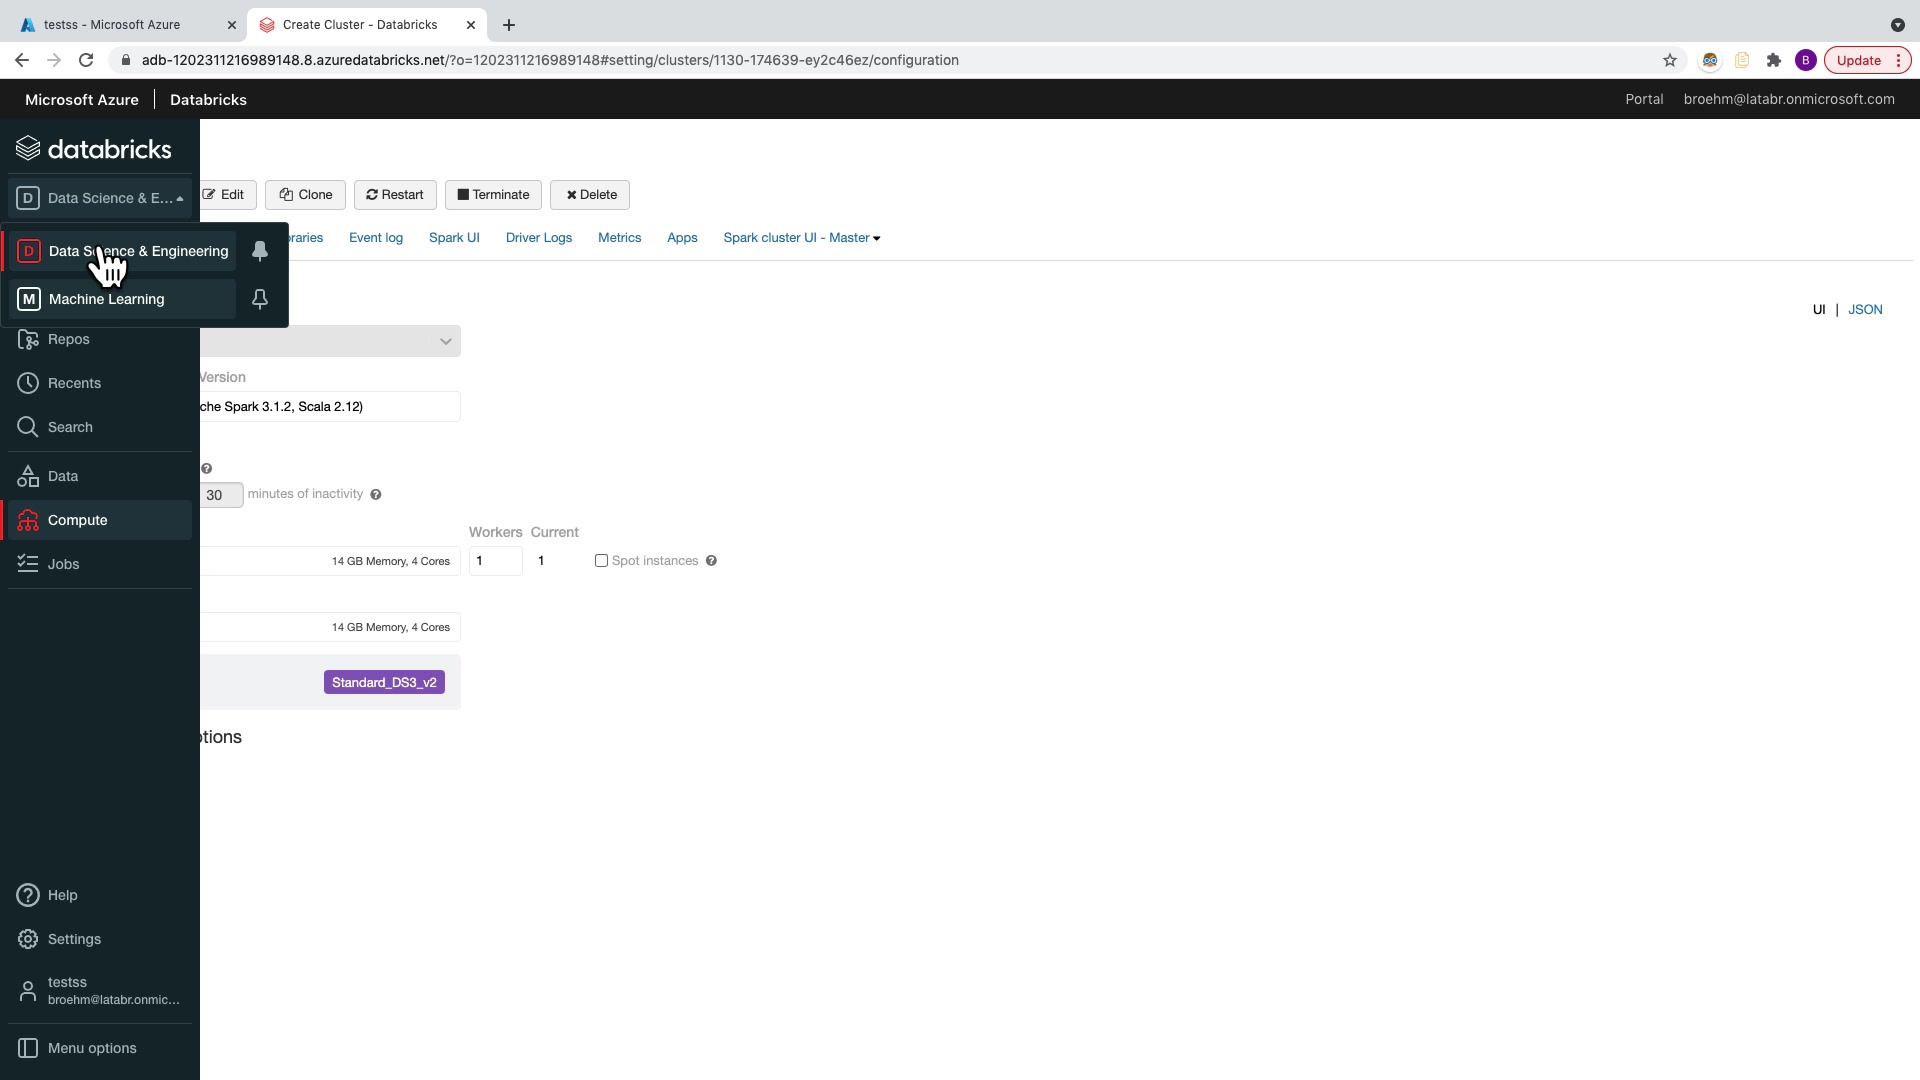 testss - Microsoft Azure
Create Cluster - Databricks
adb-1202311216989148.8.azuredatabricks.net/?o=1202311216989148#setting/clusters/1130-174639-ey2c46ez/configuration
B
Update
Microsoft Azure | Databricks
Portal
broehm@latabr.onmicrosoft.com
databricks
D Data Science & E...
Edit
Clone
Restart
Terminate
Delete
D Data Science & Engineering
M Machine Learning
braries
Event log
Spark UI
Driver Logs
Metrics
Apps
Spark cluster UI - Master
UI | JSON
Repos
Recents
Search
Data
Compute
Jobs
Version
che Spark 3.1.2, Scala 2.12)
30 minutes of inactivity
Workers Current
14 GB Memory, 4 Cores
1
1
Spot instances
14 GB Memory, 4 Cores
Standard_DS3_v2
ptions
Help
Settings
testss
broehm@latabr.onmic...
Menu options